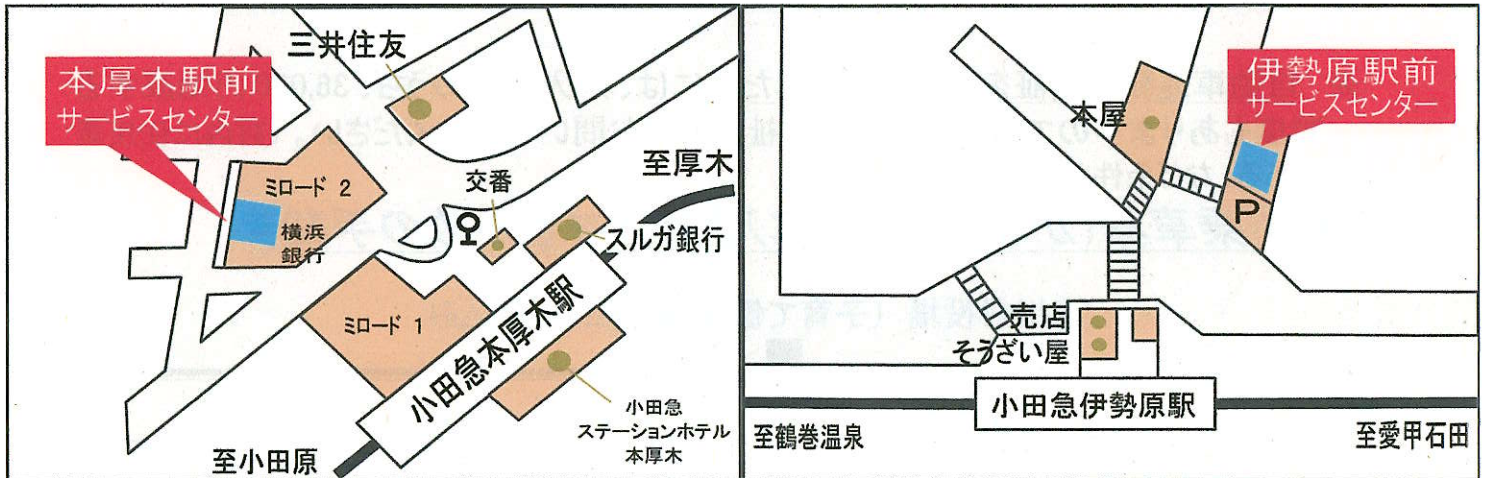 三井住友
本厚木駅前
サービスセンター
至厚木
交番
ミロード 2
横浜
銀行
スルガ銀行
ミロード 1
小田急本厚木駅
小田急
ステーションホテル
本厚木
至小田原
伊勢原駅前
サービスセンター
本屋
P
売店
そうざい屋
小田急伊勢原駅
至鶴巻温泉
至愛甲石田